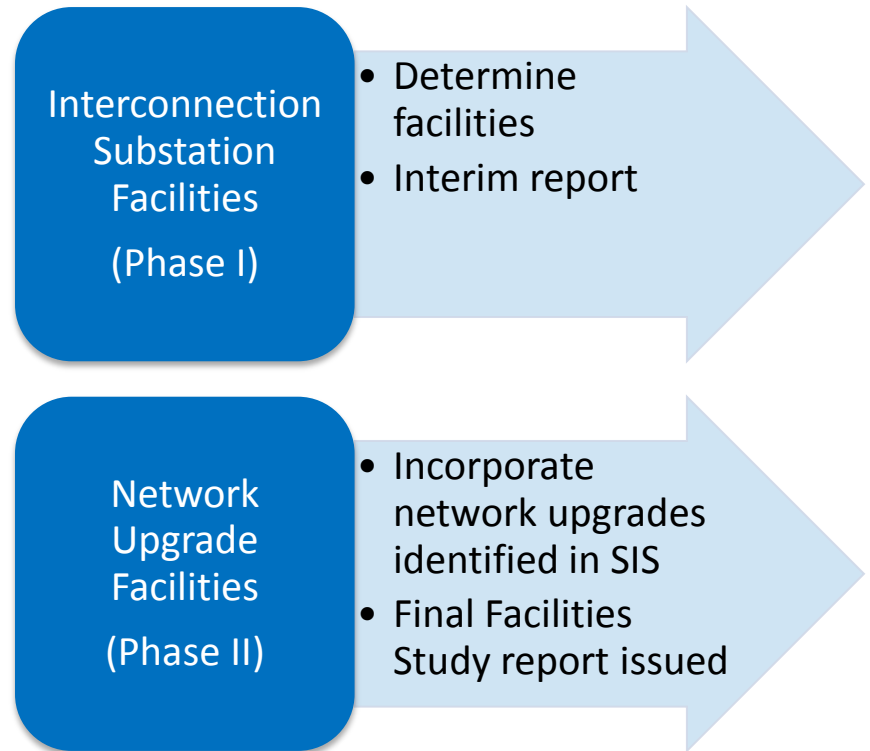 Interconnection
Substation
Facilities
(Phase I)
• Determine
facilities
• Interim report
Network
Upgrade
Facilities
(Phase II)
• Incorporate
network upgrades
identified in SIS
• Final Facilities
Study report issued